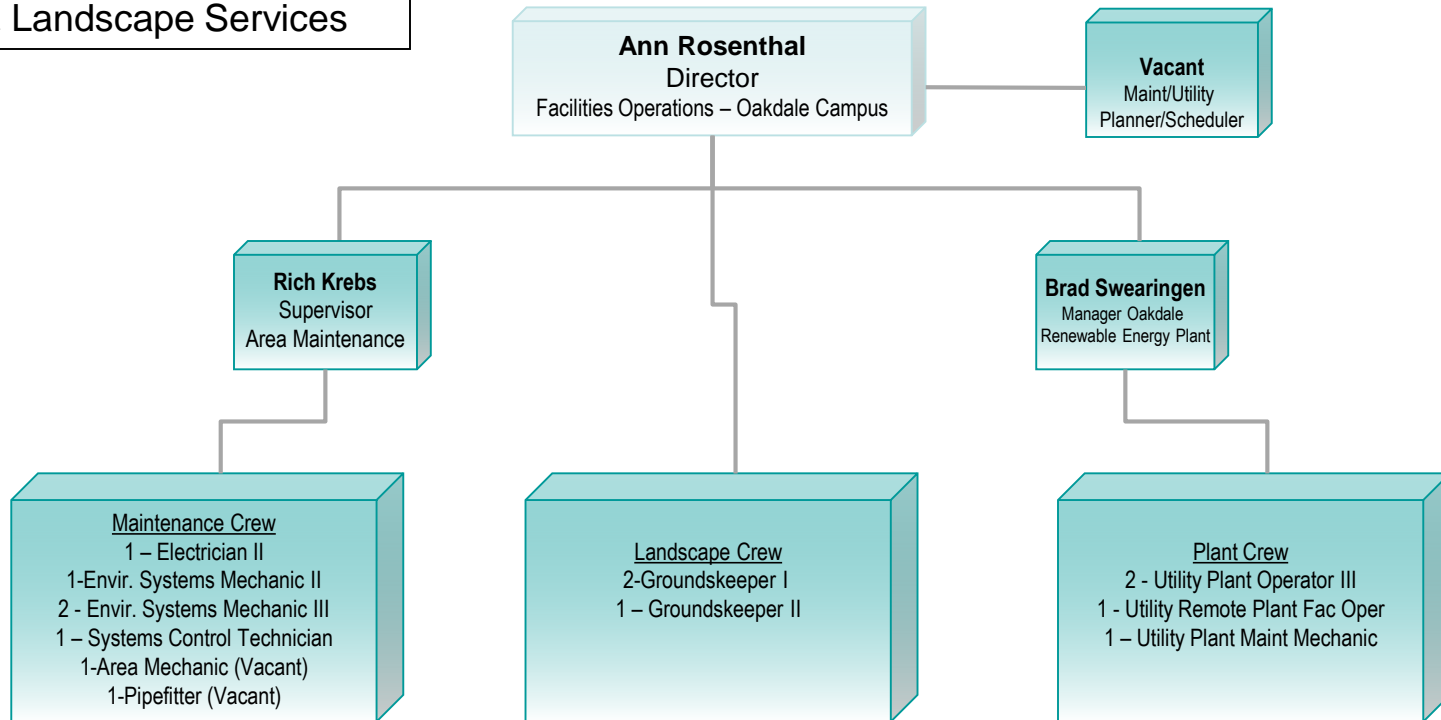 Landscape Services
Ann Rosenthal
Director
Facilities Operations – Oakdale Campus
Vacant
Maint/Utility
Planner/Scheduler
Rich Krebs
Supervisor
Area Maintenance
Brad Swearingen
Manager Oakdale
Renewable Energy Plant
Maintenance Crew
1 – Electrician II
1-Envir. Systems Mechanic II
2 - Envir. Systems Mechanic III
1 – Systems Control Technician
1-Area Mechanic (Vacant)
1-Pipefitter (Vacant)
Landscape Crew
2-Groundskeeper I
1 – Groundskeeper II
Plant Crew
2 - Utility Plant Operator III
1 - Utility Remote Plant Fac Oper
1 – Utility Plant Maint Mechanic